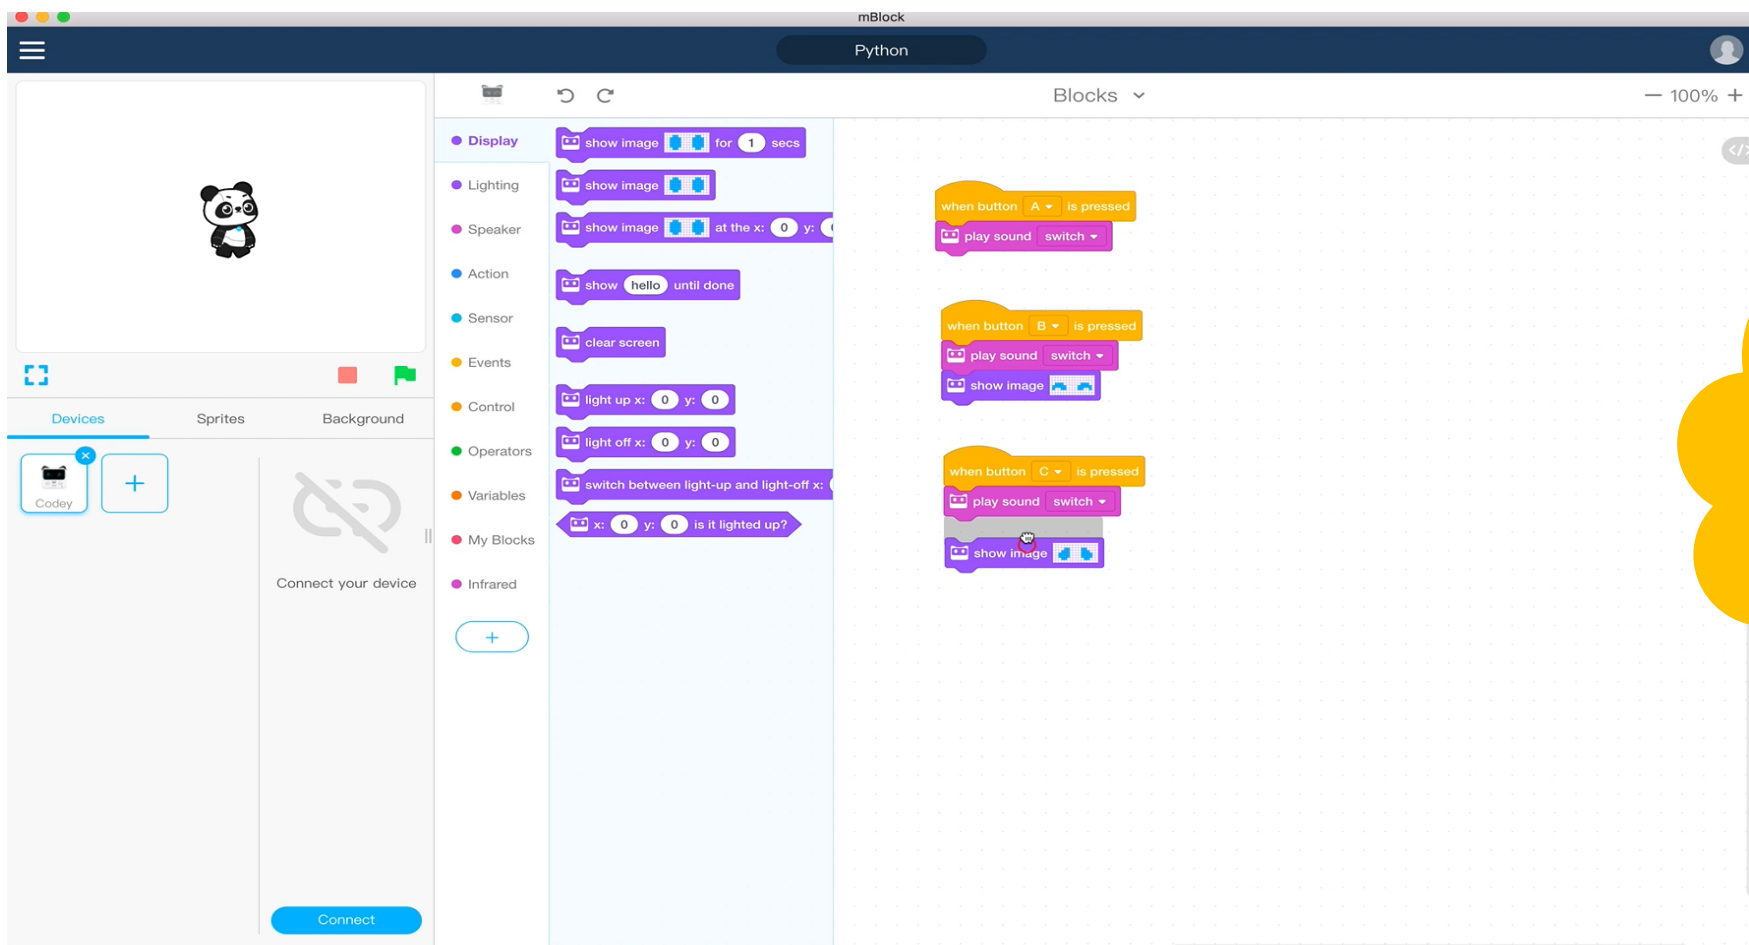 mBlock
Python
Blocks
100%
Display
Lighting
Speaker
Action
Sensor
Events
Control
Operators
Variables
My Blocks
Infrared
show image for 1 secs
show image
show image at the x: 0 y:
show hello until done
clear screen
light up x: 0 y: 0
light off x: 0 y: 0
switch between light-up and light-off x:
x: 0 y: 0 is it lighted up?
when button A is pressed
play sound switch
when button B is pressed
play sound switch
show image
when button C is pressed
play sound switch
show image
Devices Sprites Background
Codey
Connect your device
Connect